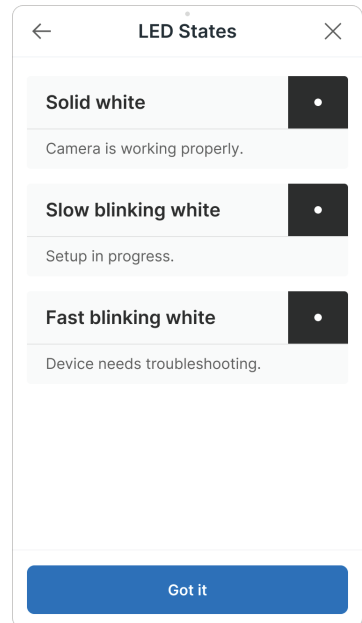 LED States
Solid white
Camera is working properly.
Slow blinking white
Setup in progress.
Fast blinking white
Device needs troubleshooting.
Got it